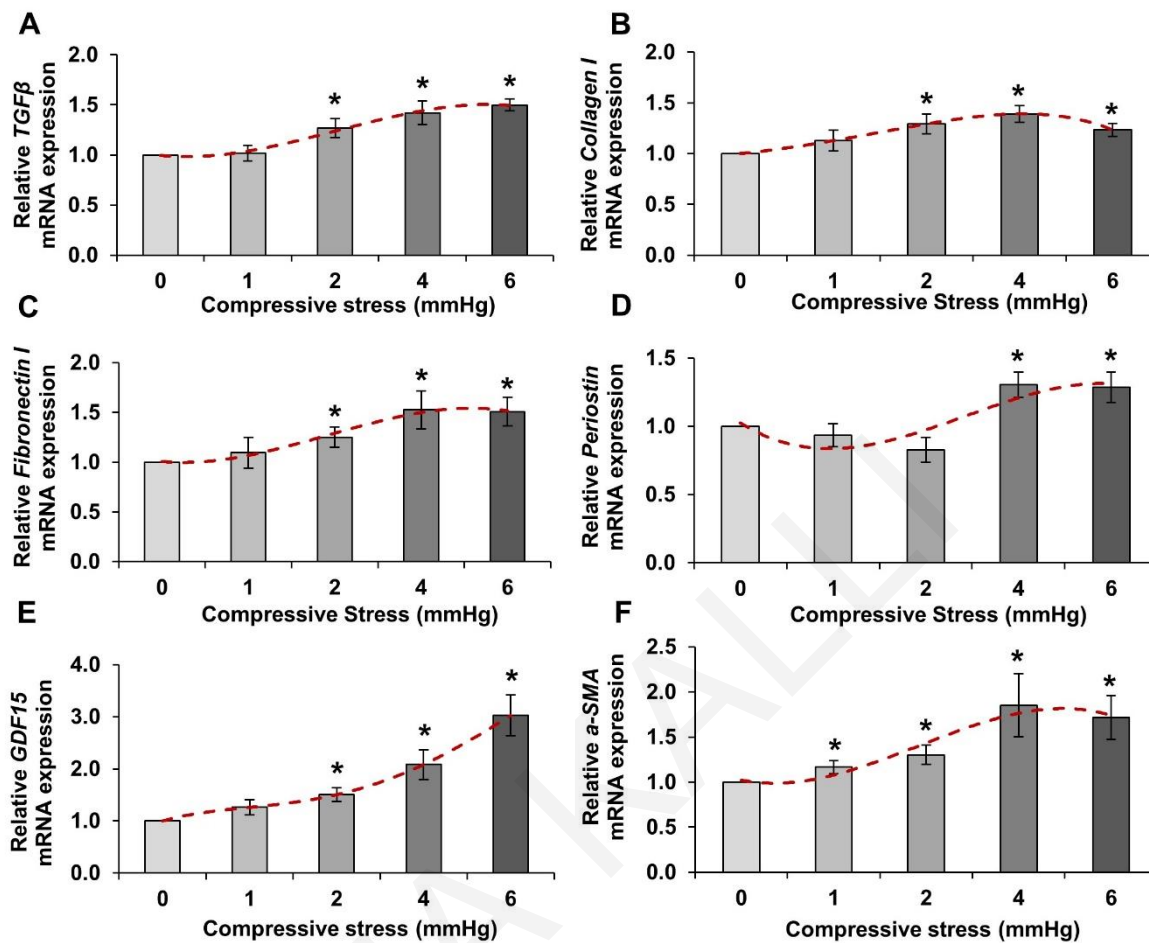 A
Relative TGFβ
mRNA expression
2.0
1.5
1.0
0.5
0.0
* * *
0 1 2 4 6
Compressive stress (mmHg)
B
Relative Collagen I
mRNA expression
2.0
1.5
1.0
0.5
0.0
* * *
0 1 2 4 6
Compressive Stress (mmHg)
C
Relative Fibronectin I
mRNA expression
2.0
1.5
1.0
0.5
0.0
* * *
0 1 2 4 6
Compressive Stress (mmHg)
D
Relative Periostin
mRNA expression
1.5
1.0
0.5
0.0
* *
0 1 2 4 6
Compressive Stress (mmHg)
E
Relative GDF15
mRNA expression
4.0
3.0
2.0
1.0
0.0
* * *
0 1 2 4 6
Compressive stress (mmHg)
F
Relative a-SMA
mRNA expression
2.5
2.0
1.5
1.0
0.5
0.0
* * * *
0 1 2 4 6
Compressive stress (mmHg)
A KALLI